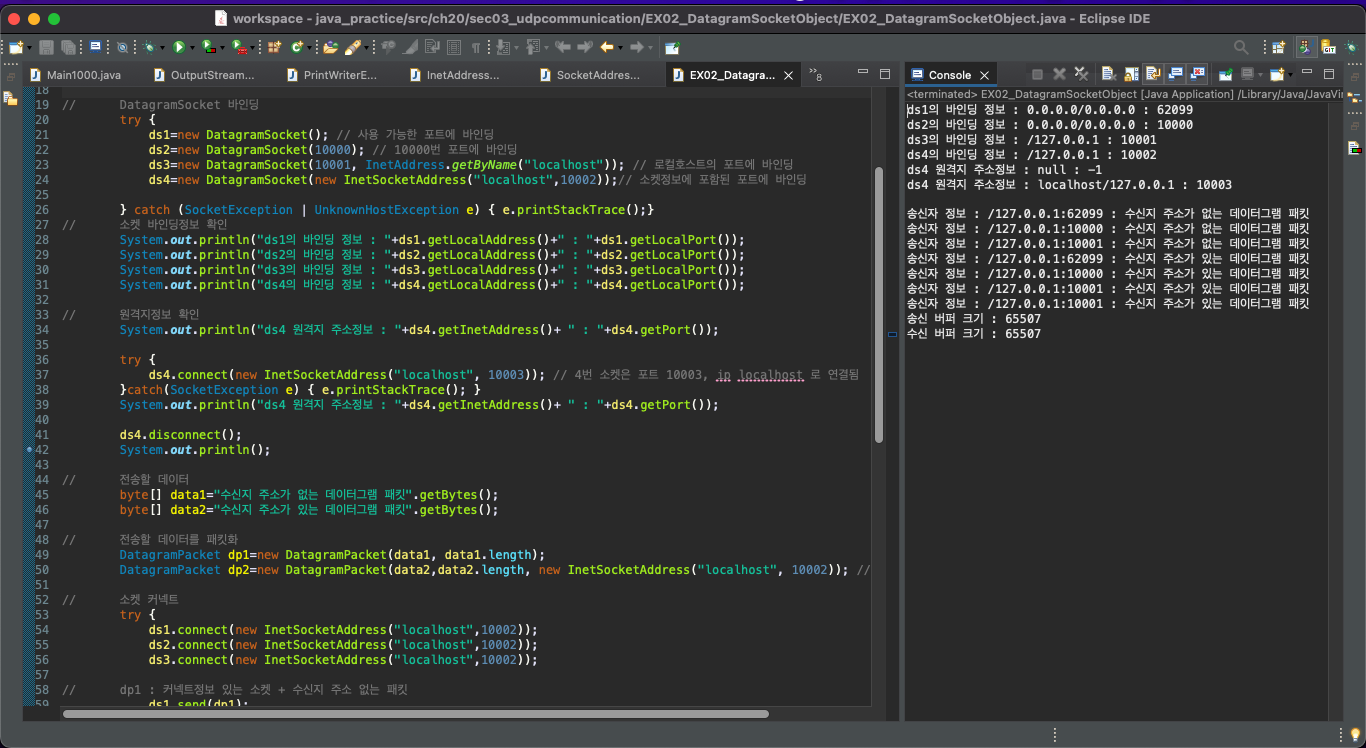 workspace - java_practice/src/ch20/sec03_udpcommunication/EX02_DatagramSocketObject/EX02_DatagramSocketObject.java - Eclipse IDE
Main1000.java OutputStream... PrintWriterE... InetAddress... SocketAddres... EX02_Datagra... »8
18
19 // DatagramSocket 바인딩
20 try {
21 ds1=new DatagramSocket(); // 사용 가능한 포트에 바인딩
22 ds2=new DatagramSocket(10000); // 10000번 포트에 바인딩
23 ds3=new DatagramSocket(10001, InetAddress.getByName("localhost")); // 로컬호스트의 포트에 바인딩
24 ds4=new DatagramSocket(new InetSocketAddress("localhost",10002));// 소켓정보에 포함된 포트에 바인딩
25
26 } catch (SocketException | UnknownHostException e) { e.printStackTrace();}
27 // 소켓 바인딩정보 확인
28 System.out.println("ds1의 바인딩 정보 : "+ds1.getLocalAddress()+" : "+ds1.getLocalPort());
29 System.out.println("ds2의 바인딩 정보 : "+ds2.getLocalAddress()+" : "+ds2.getLocalPort());
30 System.out.println("ds3의 바인딩 정보 : "+ds3.getLocalAddress()+" : "+ds3.getLocalPort());
31 System.out.println("ds4의 바인딩 정보 : "+ds4.getLocalAddress()+" : "+ds4.getLocalPort());
32
33 // 원격지정보 확인
34 System.out.println("ds4 원격지 주소정보 : "+ds4.getInetAddress()+ " : "+ds4.getPort());
35
36 try {
37 ds4.connect(new InetSocketAddress("localhost", 10003)); // 4번 소켓은 포트 10003, ip localhost 로 연결됨
38 }catch(SocketException e) { e.printStackTrace(); }
39 System.out.println("ds4 원격지 주소정보 : "+ds4.getInetAddress()+ " : "+ds4.getPort());
40
41 ds4.disconnect();
42 System.out.println();
43
44 // 전송할 데이터
45 byte[] data1="수신지 주소가 없는 데이터그램 패킷".getBytes();
46 byte[] data2="수신지 주소가 있는 데이터그램 패킷".getBytes();
47
48 // 전송할 데이터를 패킷화
49 DatagramPacket dp1=new DatagramPacket(data1, data1.length);
50 DatagramPacket dp2=new DatagramPacket(data2,data2.length, new InetSocketAddress("localhost", 10002)); //
51
52 // 소켓 커넥트
53 try {
54 ds1.connect(new InetSocketAddress("localhost",10002));
55 ds2.connect(new InetSocketAddress("localhost",10002));
56 ds3.connect(new InetSocketAddress("localhost",10002));
57
58 // dp1 : 커넥트정보 있는 소켓 + 수신지 주소 없는 패킷
59 ds1.send(dp1);
Console
<terminated> EX02_DatagramSocketObject [Java Application] /Library/Java/JavaVir
ds1의 바인딩 정보 : 0.0.0.0/0.0.0.0 : 62099
ds2의 바인딩 정보 : 0.0.0.0/0.0.0.0 : 10000
ds3의 바인딩 정보 : /127.0.0.1 : 10001
ds4의 바인딩 정보 : /127.0.0.1 : 10002
ds4 원격지 주소정보 : null : -1
ds4 원격지 주소정보 : localhost/127.0.0.1 : 10003
송신자 정보 : /127.0.0.1:62099 : 수신지 주소가 없는 데이터그램 패킷
송신자 정보 : /127.0.0.1:10000 : 수신지 주소가 없는 데이터그램 패킷
송신자 정보 : /127.0.0.1:10001 : 수신지 주소가 없는 데이터그램 패킷
송신자 정보 : /127.0.0.1:62099 : 수신지 주소가 있는 데이터그램 패킷
송신자 정보 : /127.0.0.1:10000 : 수신지 주소가 있는 데이터그램 패킷
송신자 정보 : /127.0.0.1:10001 : 수신지 주소가 있는 데이터그램 패킷
송신자 정보 : /127.0.0.1:10001 : 수신지 주소가 있는 데이터그램 패킷
송신 버퍼 크기 : 65507
수신 버퍼 크기 : 65507